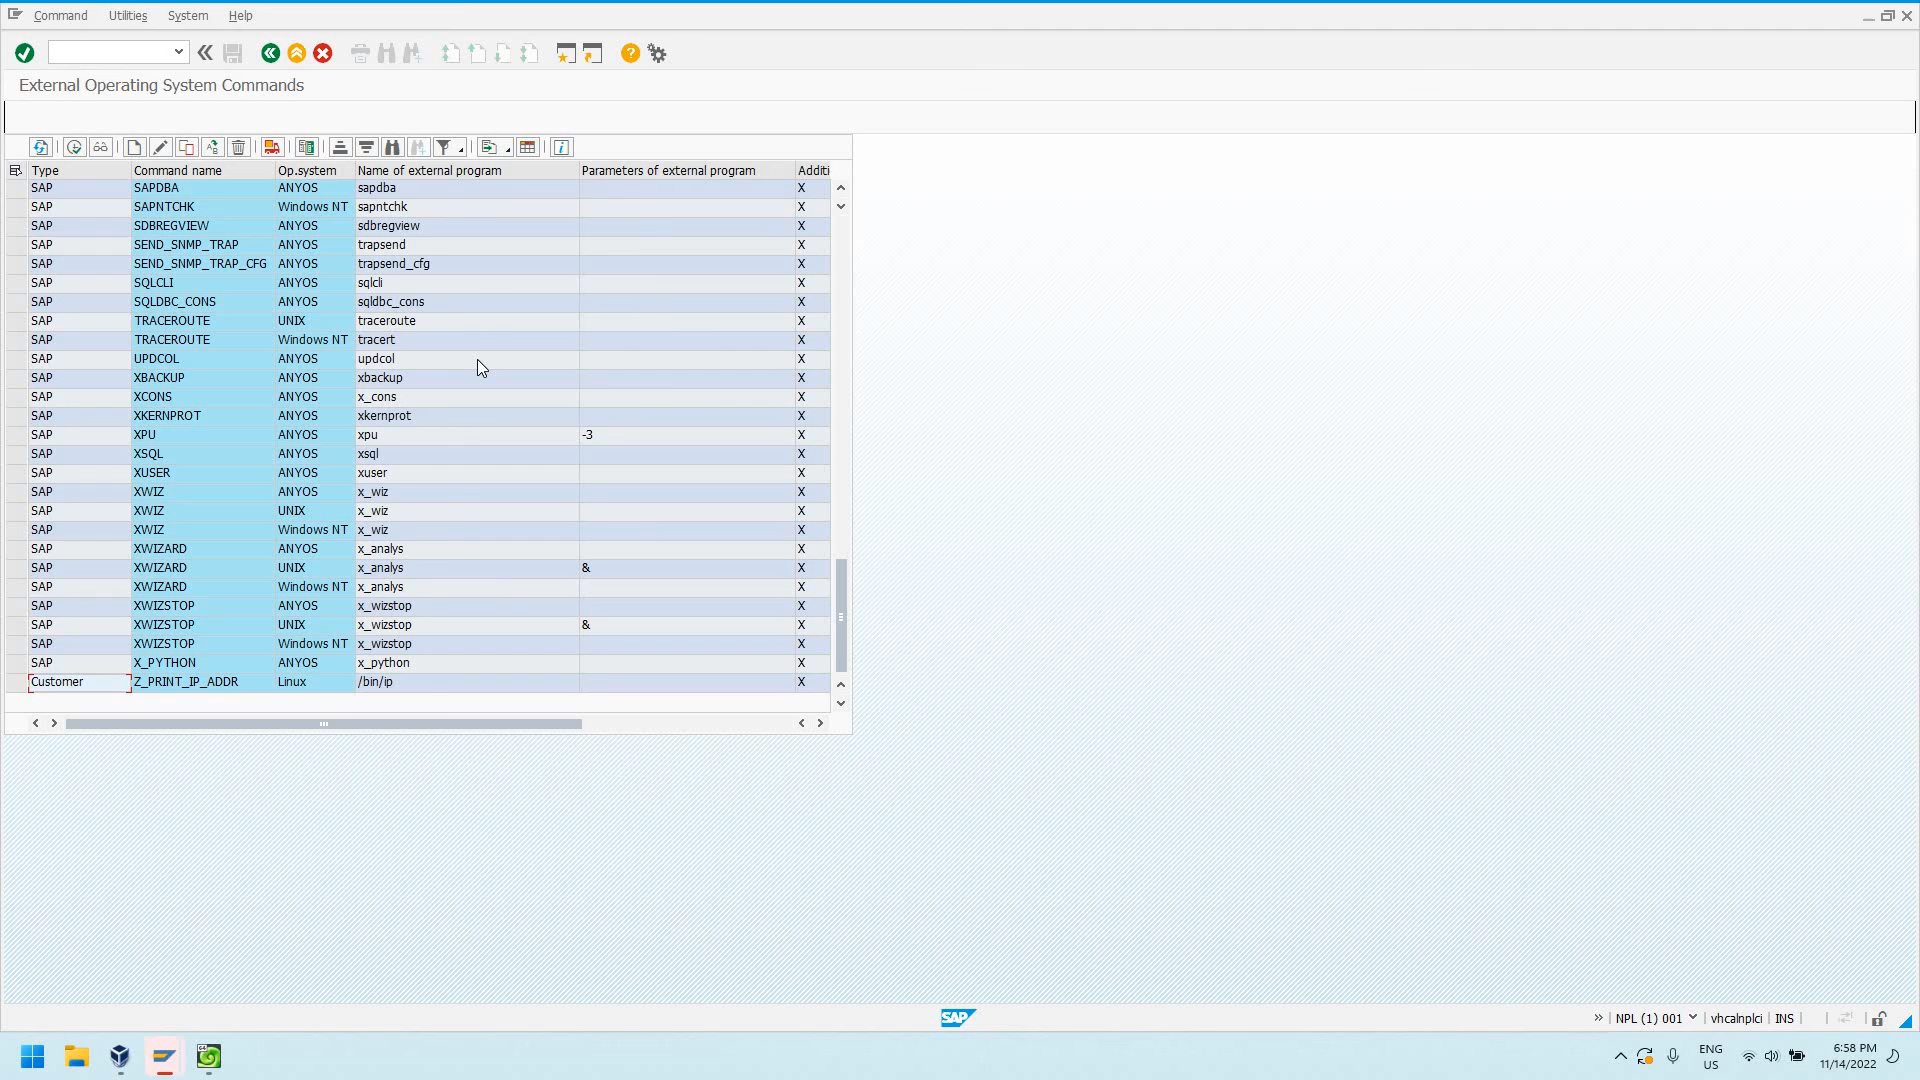 Command Utilities System Help
External Operating System Commands
Type Command name Op.system Name of external program Parameters of external program Additi
SAP SAPDBA ANYOS sapdba X
SAP SAPNTCHK Windows NT sapntchk X
SAP SDBREGVIEW ANYOS sdbregview X
SAP SEND_SNMP_TRAP ANYOS trapsend X
SAP SEND_SNMP_TRAP_CFG ANYOS trapsend_cfg X
SAP SQLCLI ANYOS sqlcli X
SAP SQLDBC_CONS ANYOS sqldbc_cons X
SAP TRACEROUTE UNIX traceroute X
SAP TRACEROUTE Windows NT tracert X
SAP UPDCOL ANYOS updcol X
SAP XBACKUP ANYOS xbackup X
SAP XCONS ANYOS x_cons X
SAP XKERNPROT ANYOS xkernprot X
SAP XPU ANYOS xpu -3 X
SAP XSQL ANYOS xsql X
SAP XUSER ANYOS xuser X
SAP XWIZ ANYOS x_wiz X
SAP XWIZ UNIX x_wiz X
SAP XWIZ Windows NT x_wiz X
SAP XWIZARD ANYOS x_analys X
SAP XWIZARD UNIX x_analys & X
SAP XWIZARD Windows NT x_analys X
SAP XWIZSTOP ANYOS x_wizstop X
SAP XWIZSTOP UNIX x_wizstop & X
SAP XWIZSTOP Windows NT x_wizstop X
SAP X_PYTHON ANYOS x_python X
Customer Z_PRINT_IP_ADDR Linux /bin/ip X
SAP
NPL (1) 001 vhcalnplci INS
ENG 6:58 PM
US 11/14/2022